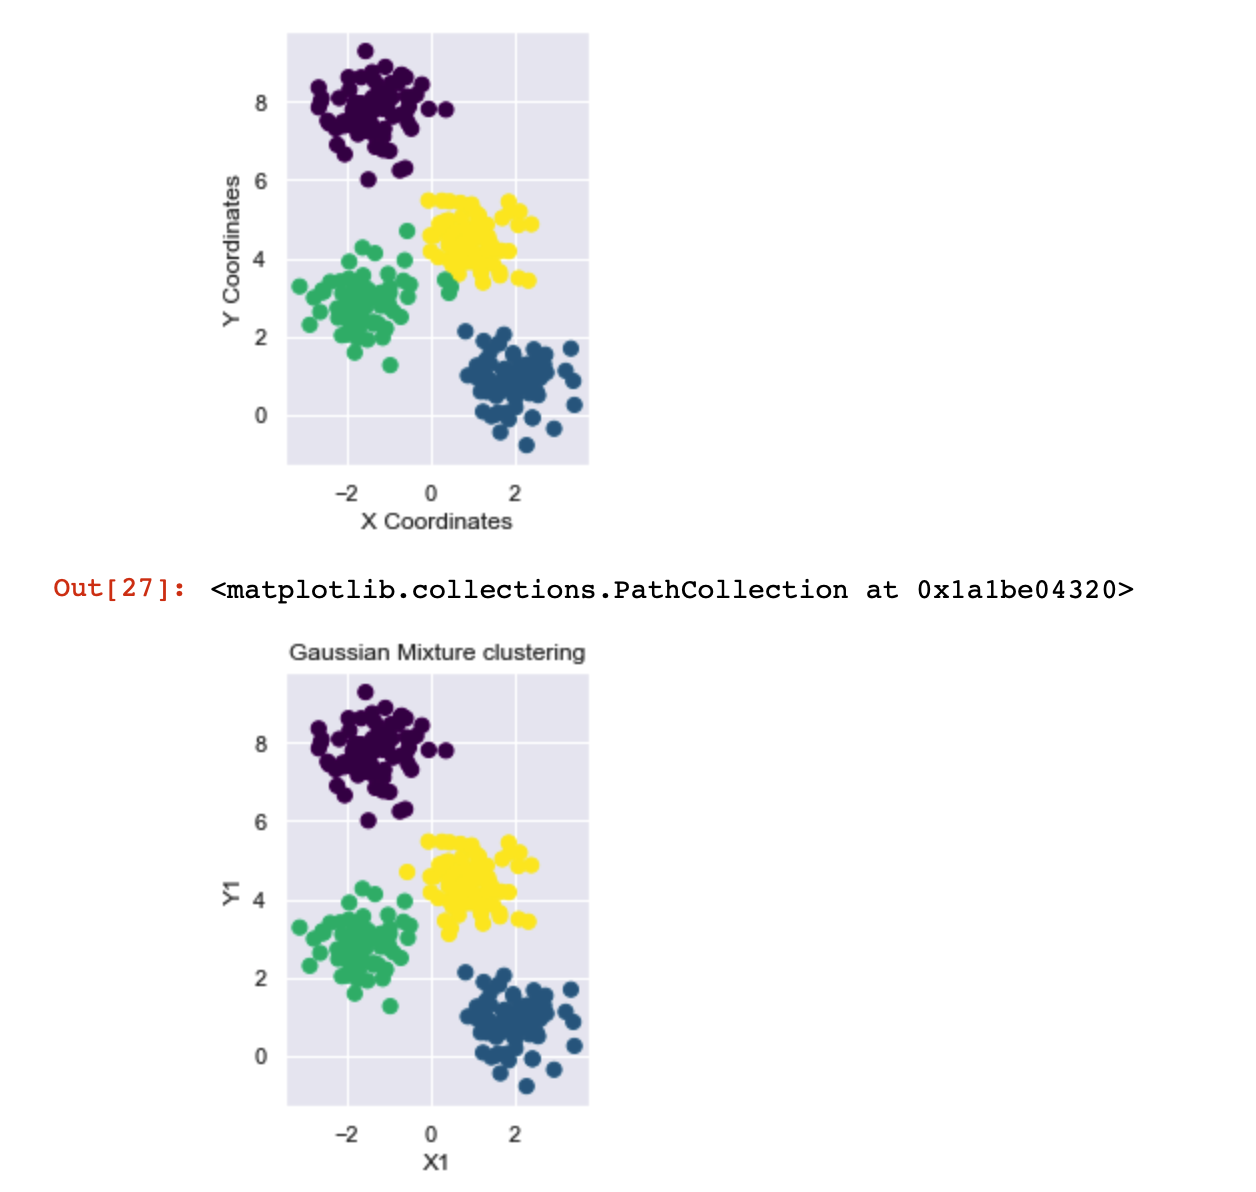 8
6
4
2
0
Y Coordinates
−2 0 2
X Coordinates
Out[27]: <matplotlib.collections.PathCollection at 0x1a1be04320>
Gaussian Mixture clustering
8
6
4
2
0
Y1
−2 0 2
X1